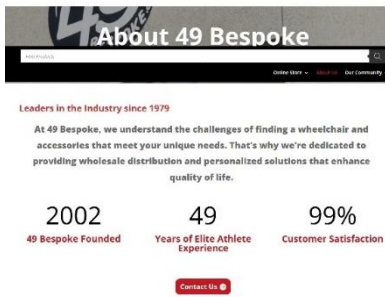 About 49 Bespoke
Online Store
About Us
Our Community
Leaders in the Industry since 1979
At 49 Bespoke, we understand the challenges of finding a wheelchair and
accessories that meet your unique needs. That's why we're dedicated to
providing wholesale distribution and personalized solutions that enhance
quality of life.
2002
49 Bespoke Founded
49
Years of Elite Athlete
Experience
99%
Customer Satisfaction
Contact Us